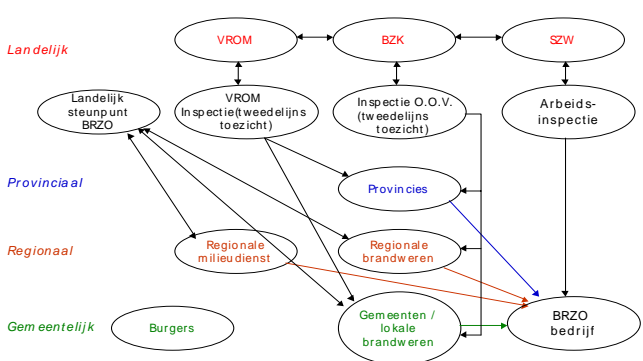 Landelijk
VROM
BZK
SZW
Landelijk
steunpunt
BRZO
VROM
Inspectie(tweedelijns
toezicht)
Inspectie O.O.V.
(tweedelijns
toezicht)
Arbeids-
inspectie
Provinciaal
Provincies
Regionaal
Regionale
milieudienst
Regionale
brandweren
Gemeentelijk
Burgers
Gemeenten /
lokale
brandweren
BRZO
bedrijf